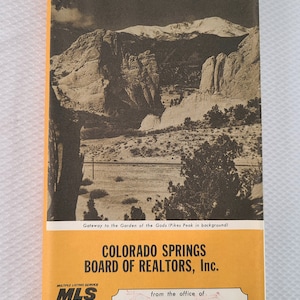 Gateway to the Garden of the Gods (Pikes Peak in background)
COLORADO SPRINGS
BOARD OF REALTORS, Inc.
MULTIPLE LISTING SERVICE
MLS
from the office of